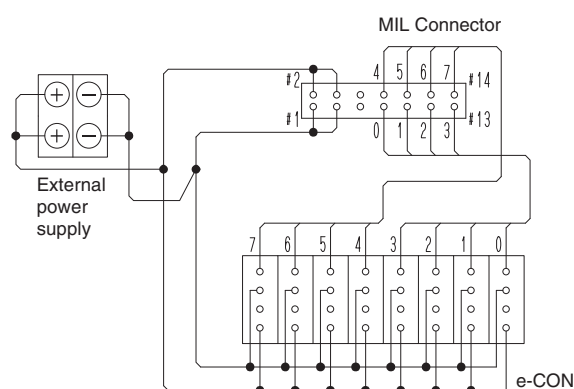 MIL Connector
#2
4 5 6 7
#14
+ −
+ −
#1
0 1 2 3
#13
External
power
supply
7 6 5 4 3 2 1 0
e-CON